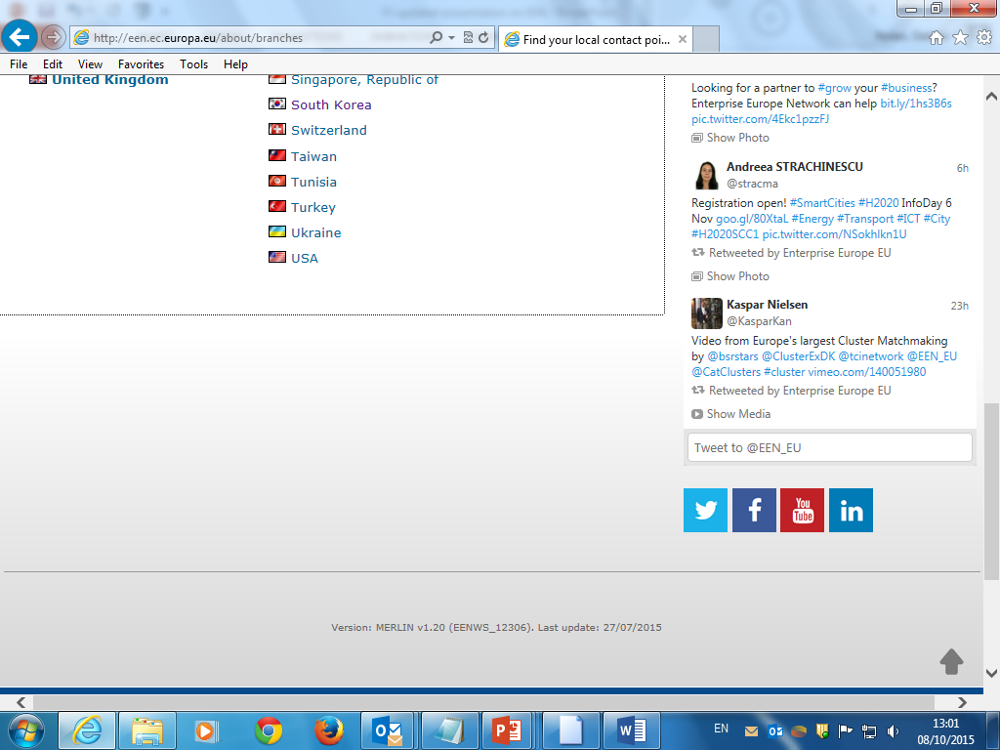 http://een.ec.europa.eu/about/branches
Find your local contact poi...
File Edit View Favorites Tools Help
United Kingdom
Singapore, Republic of
South Korea
Switzerland
Taiwan
Tunisia
Turkey
Ukraine
USA
Looking for a partner to #grow your #business?
Enterprise Europe Network can help bit.ly/1hs3B6s
pic.twitter.com/4Ekc1pzzFJ
Show Photo
Andreea STRACHINESCU 6h
@stracma
Registration open! #SmartCities #H2020 InfoDay 6
Nov goo.gl/80XtaL #Energy #Transport #ICT #City
#H2020SCC1 pic.twitter.com/NSokhlkn1U
Retweeted by Enterprise Europe EU
Show Photo
Kaspar Nielsen 23h
@KasparKan
Video from Europe's largest Cluster Matchmaking
by @bsrstars @ClusterExDK @tcinetwork @EEN_EU
@CatClusters #cluster vimeo.com/140051980
Retweeted by Enterprise Europe EU
Show Media
Tweet to @EEN_EU
You
Tube
in
Version: MERLIN v1.20 (EENWS_12306). Last update: 27/07/2015
EN
13:01
08/10/2015